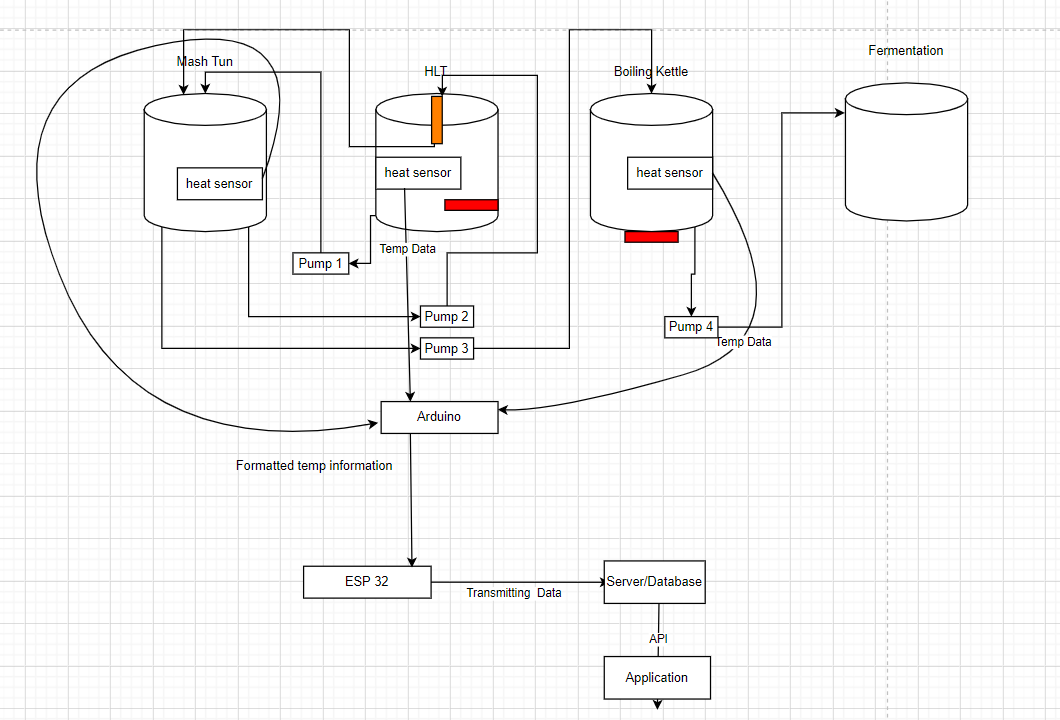 Fermentation
Mash Tun
HLT
Boiling Kettle
heat sensor
heat sensor
heat sensor
Temp Data
Pump 1
Pump 2
Pump 4
Temp Data
Pump 3
Arduino
Formatted temp information
ESP 32
Server/Database
Transmitting Data
API
Application